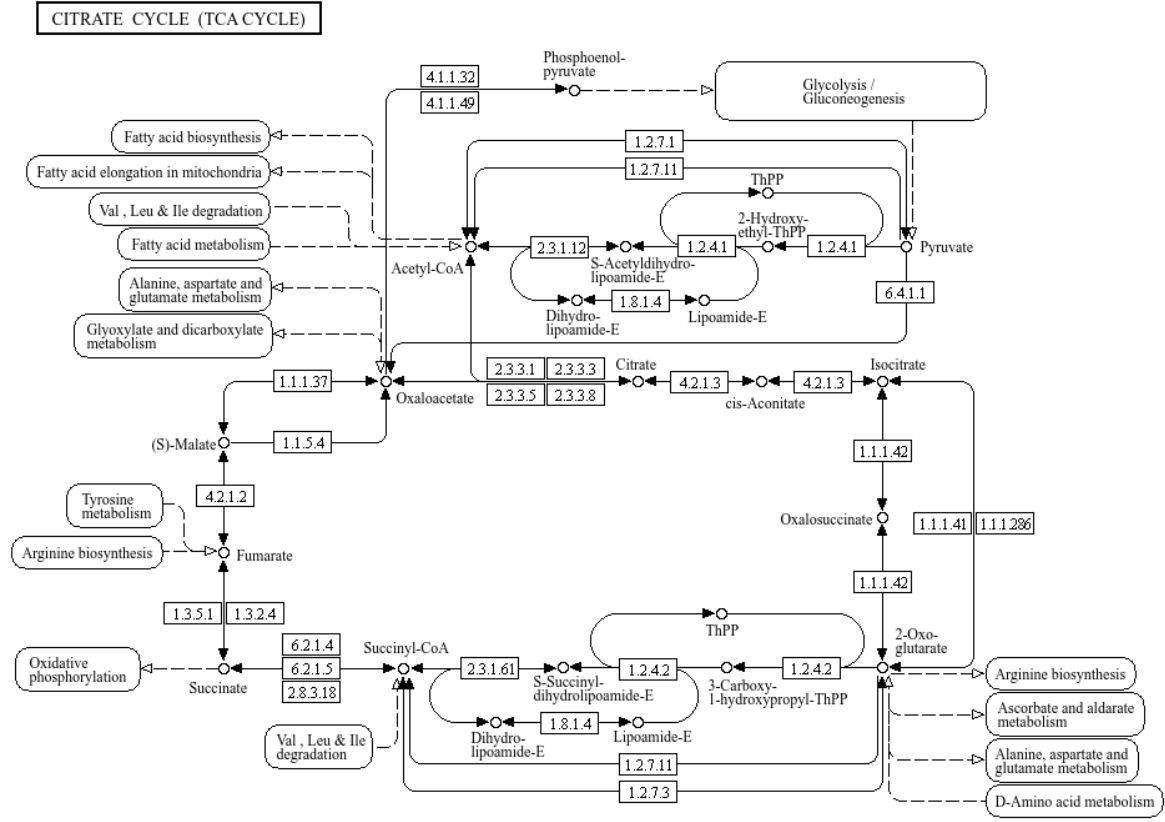 CITRATE CYCLE (TCA CYCLE)
Phosphoenol-
pyruvate
4.1.1.32
4.1.1.49
Glycolysis /
Gluconeogenesis
Fatty acid biosynthesis
1.2.7.1
Fatty acid elongation in mitochondria
1.2.7.11
ThPP
Val , Leu & Ile degradation
2-Hydroxy-
ethyl-ThPP
Fatty acid metabolism
2.3.1.12
1.2.4.1
1.2.4.1
Pyruvate
Acetyl-CoA
S-Acetyldihydro-
lipoamide-E
Alanine, aspartate and
glutamate metabolism
1.8.1.4
6.4.1.1
Dihydro-
lipoamide-E
Lipoamide-E
Glyoxylate and dicarboxylate
metabolism
2.3.3.1
2.3.3.3
Citrate
Isocitrate
1.1.1.37
4.2.1.3
4.2.1.3
Oxaloacetate
2.3.3.5
2.3.3.8
cis-Aconitate
(S)-Malate
1.1.5.4
1.1.1.42
4.2.1.2
Tyrosine
metabolism
Oxalosuccinate
1.1.1.41
1.1.1.286
Arginine biosynthesis
Fumarate
1.1.1.42
1.3.5.1
1.3.2.4
ThPP
2-Oxo-
glutarate
6.2.1.4
Succinyl-CoA
Oxidative
phosphorylation
6.2.1.5
2.3.1.61
1.2.4.2
1.2.4.2
Succinate
2.8.3.18
S-Succinyl-
dihydrolipoamide-E
3-Carboxy-
1-hydroxypropyl-ThPP
Arginine biosynthesis
1.8.1.4
Ascorbate and aldarate
metabolism
Dihydro-
lipoamide-E
Lipoamide-E
Val , Leu & Ile
degradation
1.2.7.11
Alanine, aspartate and
glutamate metabolism
1.2.7.3
D-Amino acid metabolism